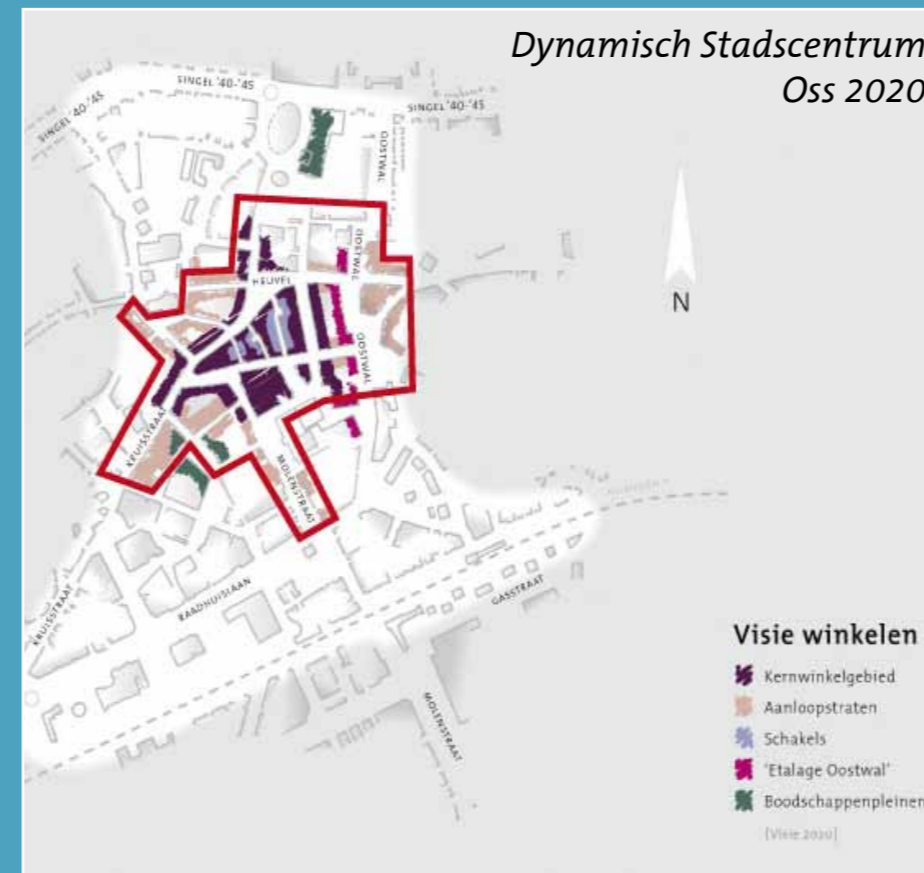 Dynamisch Stadscentrum
Oss 2020
SINGEL '40-'45
SINGEL '40-'45
SINGEL '40-'45
OOSTWAL
OOSTWAL
HEUVEL
OOSTWAL
N
KRUISSTRAAT
MOLENSTRAAT
KRUISSTRAAT
RAADHUISLAAN
GASSTRAAT
MOLENSTRAAT
Visie winkelen
Kernwinkelgebied
Aanloopstraten
Schakels
'Etalage Oostwal'
Boodschappenpleinen
[Visie 2020]